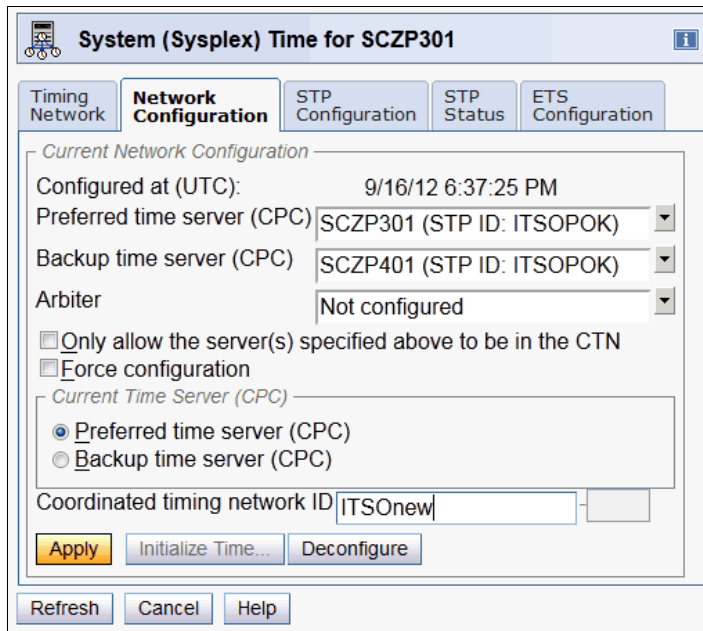 System (Sysplex) Time for SCZP301
i
Timing Network
Network Configuration
STP Configuration
STP Status
ETS Configuration
Current Network Configuration
Configured at (UTC): 9/16/12 6:37:25 PM
Preferred time server (CPC) SCZP301 (STP ID: ITSOPOK)
Backup time server (CPC) SCZP401 (STP ID: ITSOPOK)
Arbiter Not configured
Only allow the server(s) specified above to be in the CTN
Force configuration
Current Time Server (CPC)
Preferred time server (CPC)
Backup time server (CPC)
Coordinated timing network ID ITSOnew -
Apply Initialize Time... Deconfigure
Refresh Cancel Help